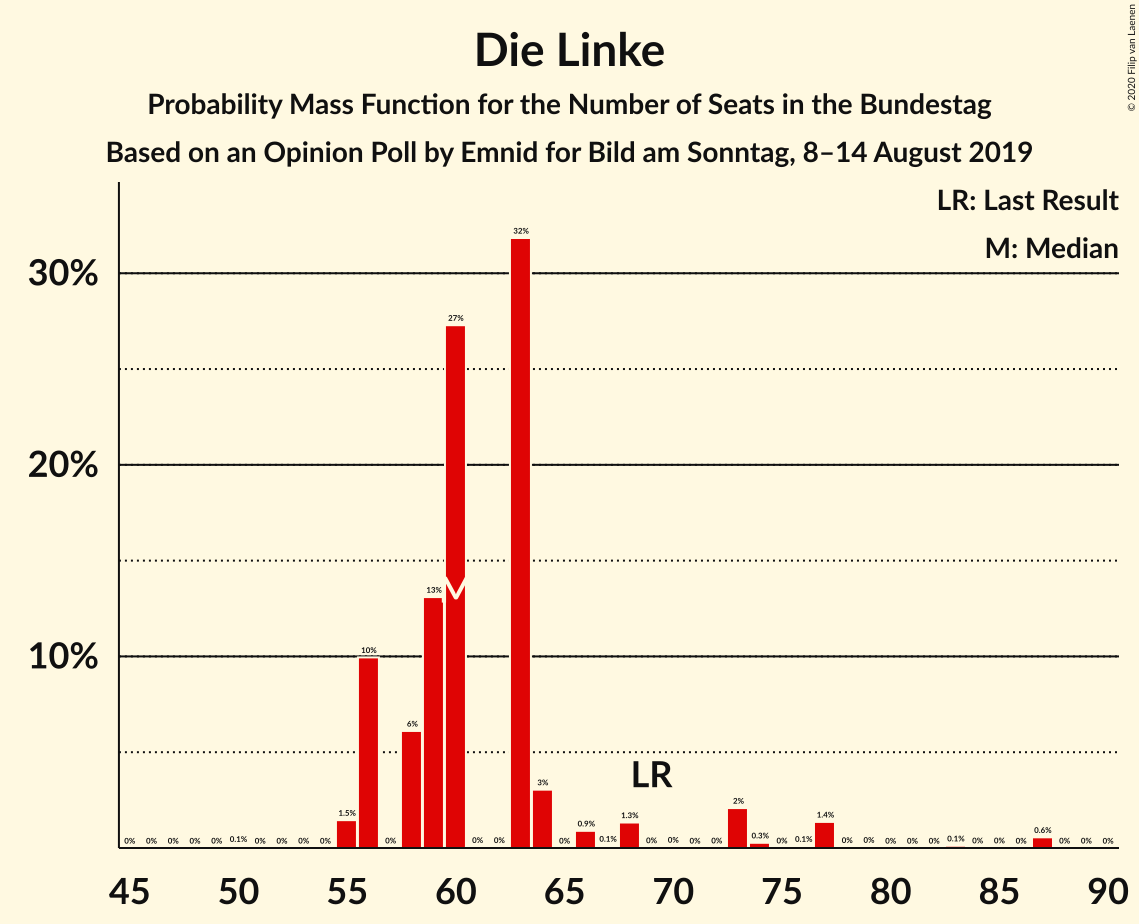 © 2020 Filip van Laenen
Die Linke
Probability Mass Function for the Number of Seats in the Bundestag
Based on an Opinion Poll by Emnid for Bild am Sonntag, 8–14 August 2019
LR: Last Result
M: Median
30%
20%
10%
0% 0% 0% 0% 0% 0.1% 0% 0% 0% 0% 1.5% 10% 0% 6% 13% 27% 0% 0% 32% 3% 0% 0.9% 0.1% 1.3% 0% 0% 0% 0% 2% 0.3% 0% 0.1% 1.4% 0% 0% 0% 0% 0% 0.1% 0% 0% 0% 0.6% 0% 0% 0%
M
LR
45 50 55 60 65 70 75 80 85 90